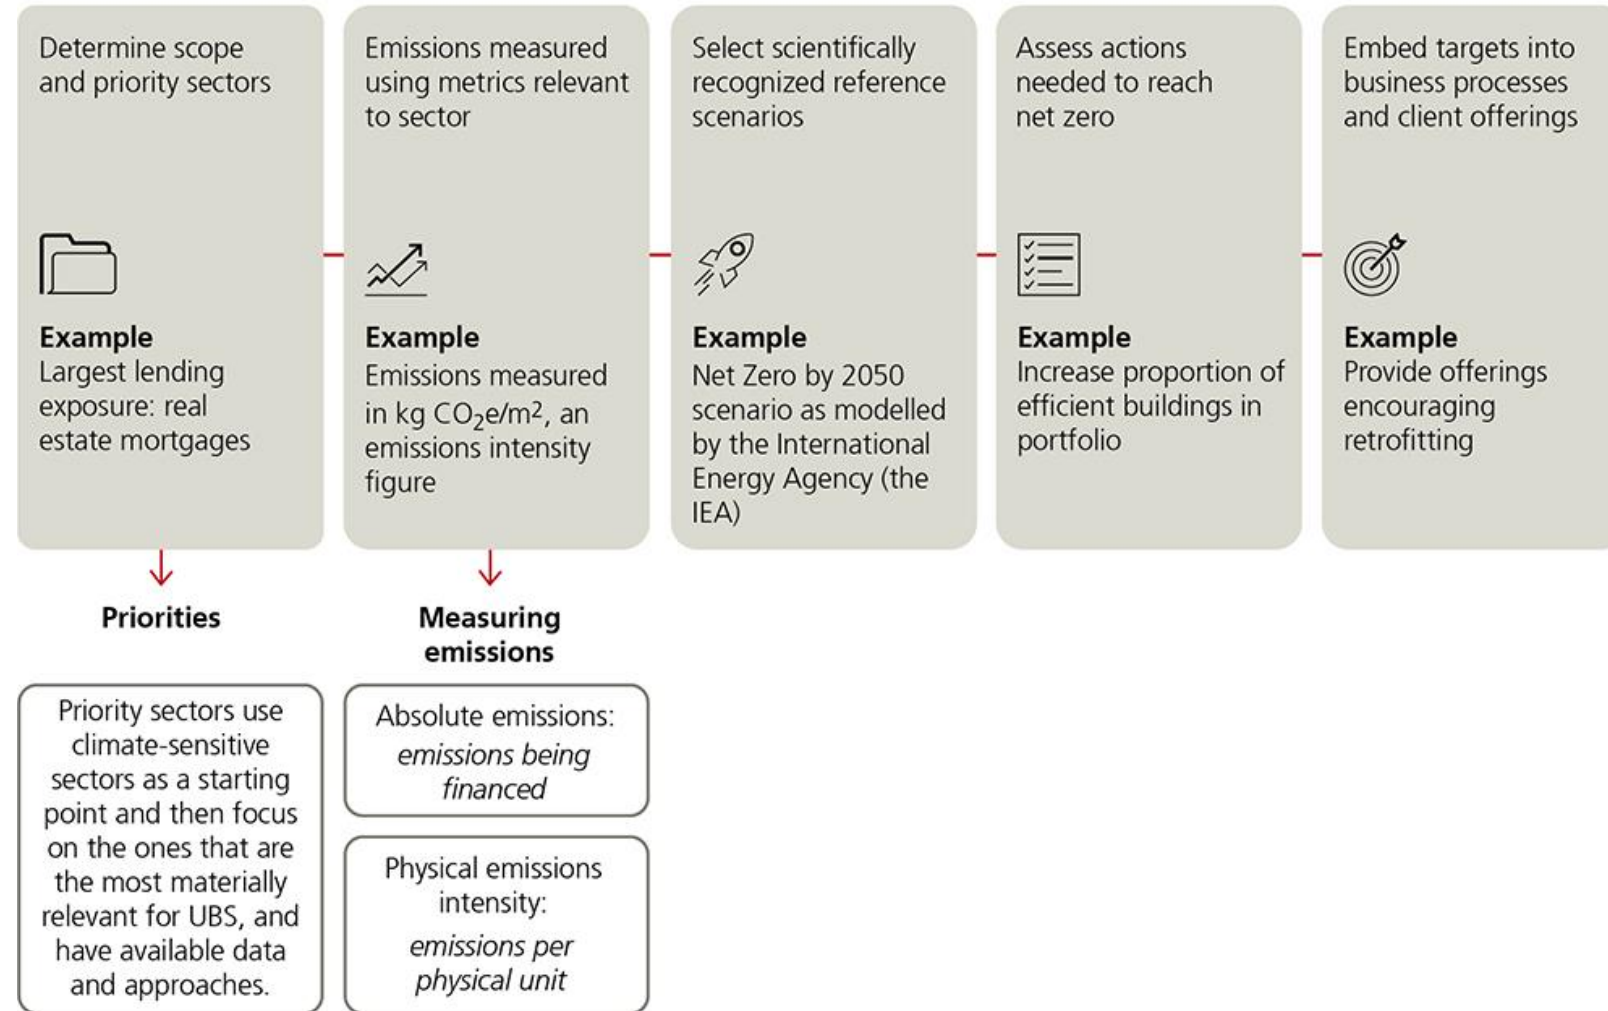 Determine scope
and priority sectors
Example
Largest lending
exposure: real
estate mortgages
Emissions measured
using metrics relevant
to sector
Example
Emissions measured
in kg CO₂e/m², an
emissions intensity
figure
Select scientifically
recognized reference
scenarios
Example
Net Zero by 2050
scenario as modelled
by the International
Energy Agency (the
IEA)
Assess actions
needed to reach
net zero
Example
Increase proportion of
efficient buildings in
portfolio
Embed targets into
business processes
and client offerings
Example
Provide offerings
encouraging
retrofitting
Priorities
Priority sectors use
climate-sensitive
sectors as a starting
point and then focus
on the ones that are
the most materially
relevant for UBS, and
have available data
and approaches.
Measuring
emissions
Absolute emissions:
emissions being
financed
Physical emissions
intensity:
emissions per
physical unit